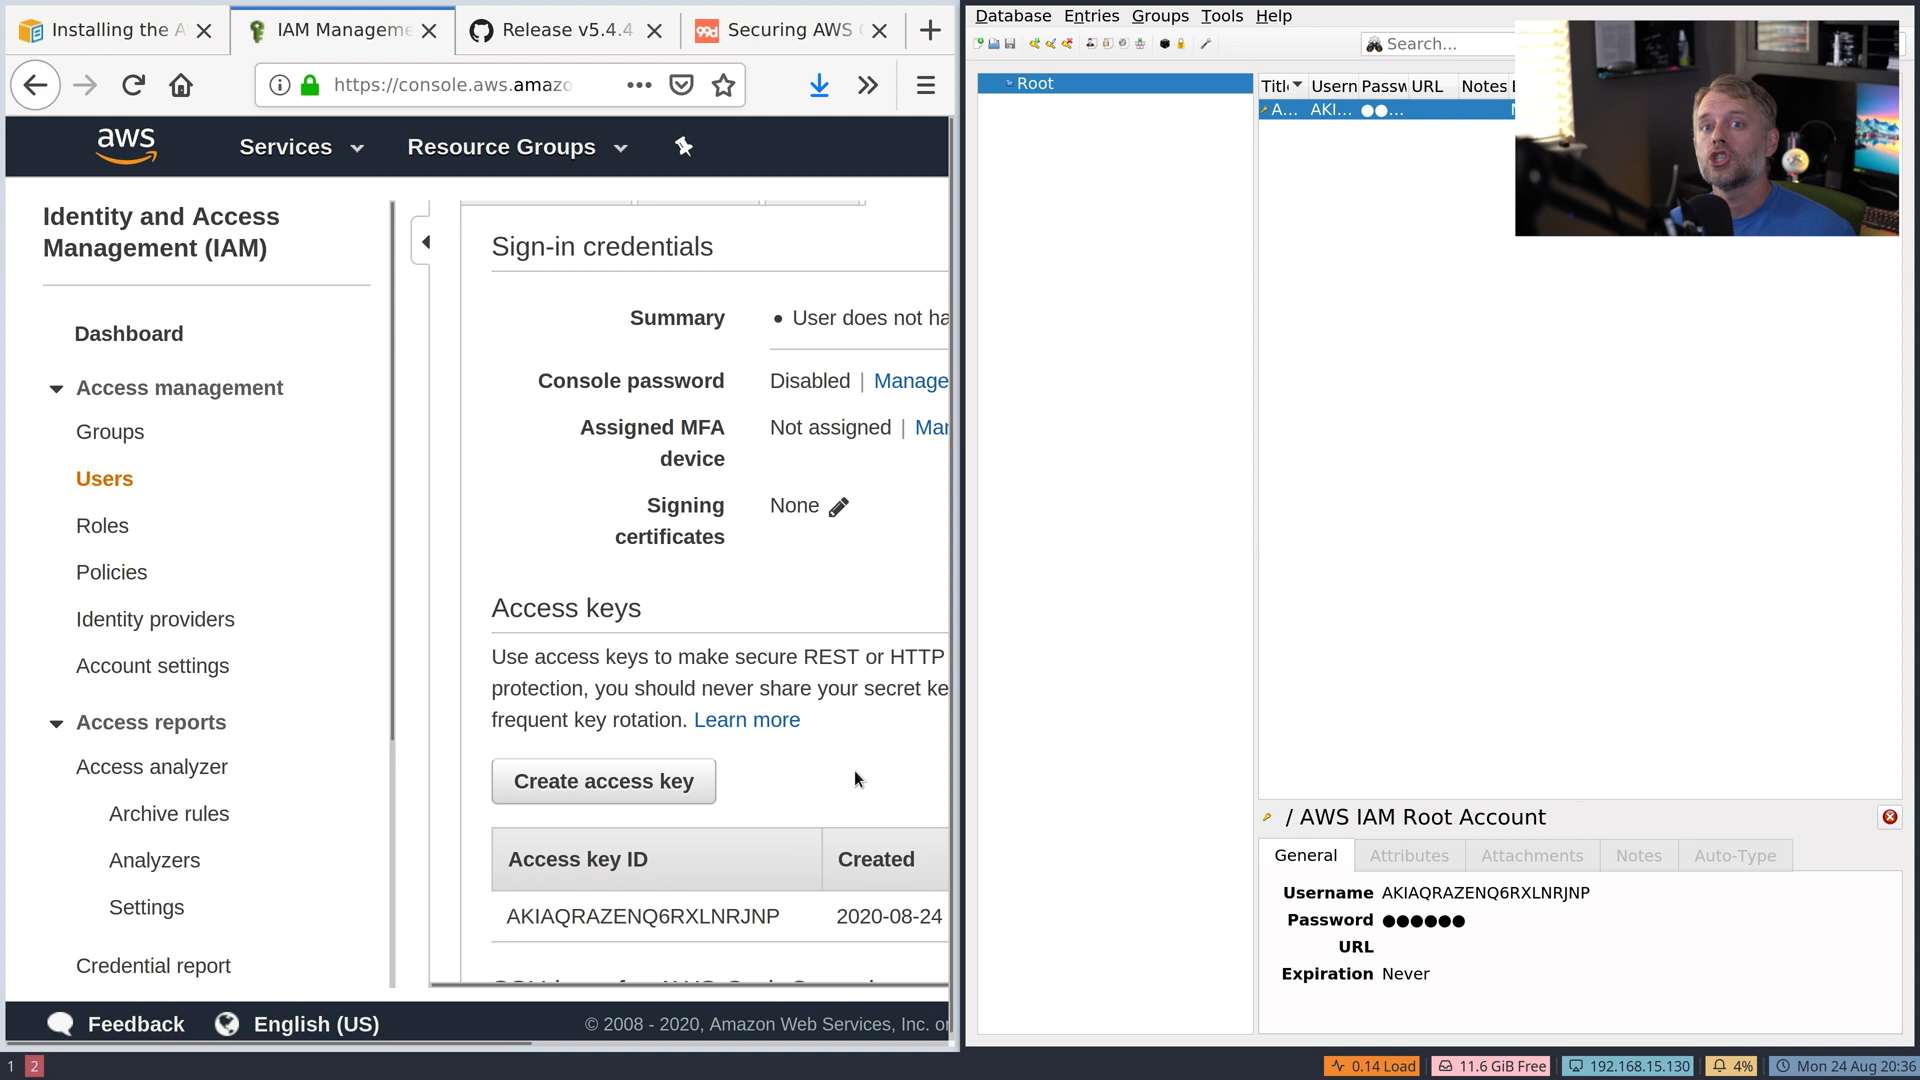 Installing the A
IAM Manageme
Release v5.4.4
99d Securing AWS
https://console.aws.amazo
aws
Services
Resource Groups
Identity and Access
Management (IAM)
Dashboard
Access management
Groups
Users
Roles
Policies
Identity providers
Account settings
Access reports
Access analyzer
Archive rules
Analyzers
Settings
Credential report
Sign-in credentials
Summary
• User does not ha
Console password
Disabled | Manage
Assigned MFA
device
Not assigned |
Signing
certificates
None
Access keys
Use access keys to make secure REST or HTTP
protection, you should never share your secret ke
frequent key rotation. Learn more
Create access key
Access key ID Created
AKIAQRAZENQ6RXLNRJNP 2020-08-24
Feedback
English (US)
© 2008 - 2020, Amazon Web Services, Inc. or
Database Entries Groups Tools Help
Search...
Root
Usern Passw URL Notes
A... AKI... ●●...
/ AWS IAM Root Account
General Attributes Attachments Notes Auto-Type
Username AKIAQRAZENQ6RXLNRJNP
Password ●●●●●●
URL
Expiration Never
1 2
0.14 Load
11.6 GiB Free
192.168.15.130
4%
Mon 24 Aug 20:36